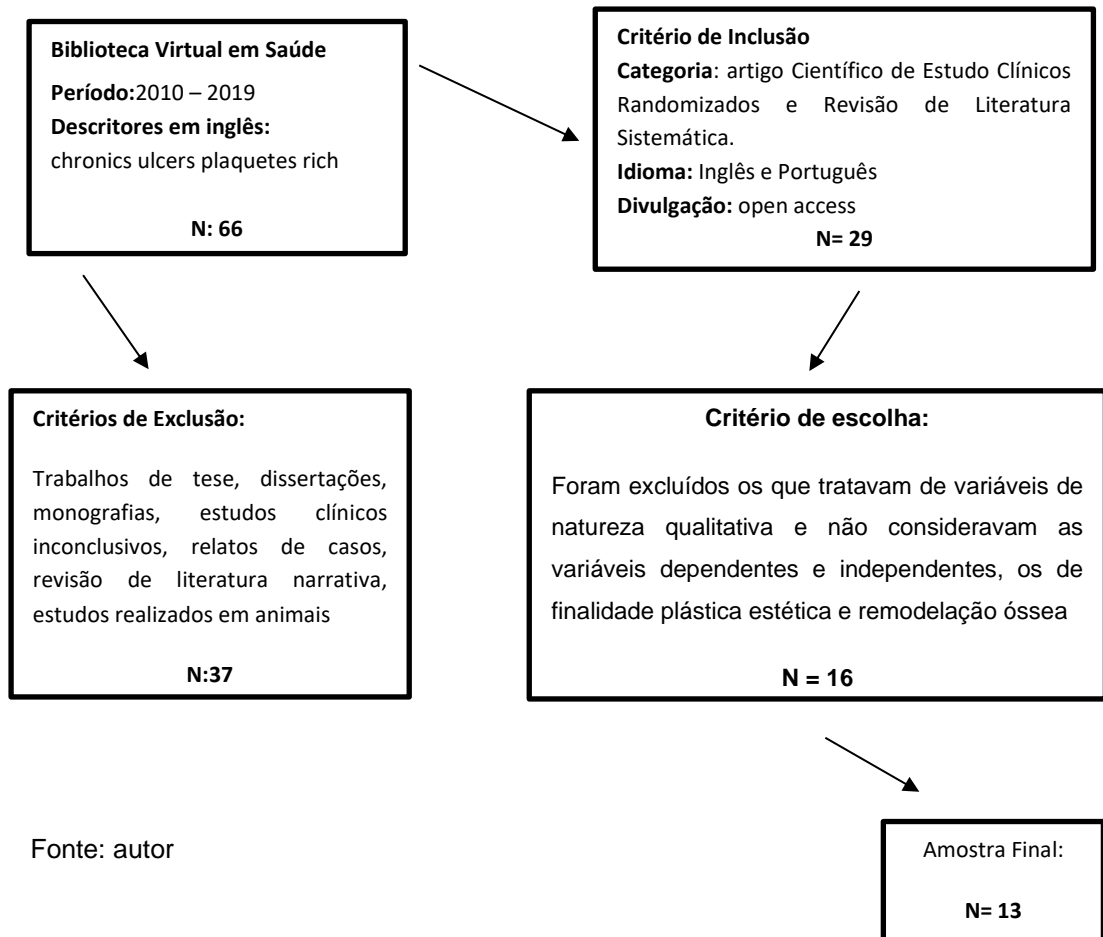 Biblioteca Virtual em Saúde
Período:2010 – 2019
Descritores em inglês:
chronics ulcers plaquetes rich
N: 66
Critério de Inclusão
Categoria: artigo Científico de Estudo Clínicos
Randomizados e Revisão de Literatura
Sistemática.
Idioma: Inglês e Português
Divulgação: open access
N= 29
Critérios de Exclusão:
Trabalhos de tese, dissertações,
monografias, estudos clínicos
inconclusivos, relatos de casos,
revisão de literatura narrativa,
estudos realizados em animais
N:37
Critério de escolha:
Foram excluídos os que tratavam de variáveis de
natureza qualitativa e não consideravam as
variáveis dependentes e independentes, os de
finalidade plástica estética e remodelação óssea
N = 16
Fonte: autor
Amostra Final:
N= 13